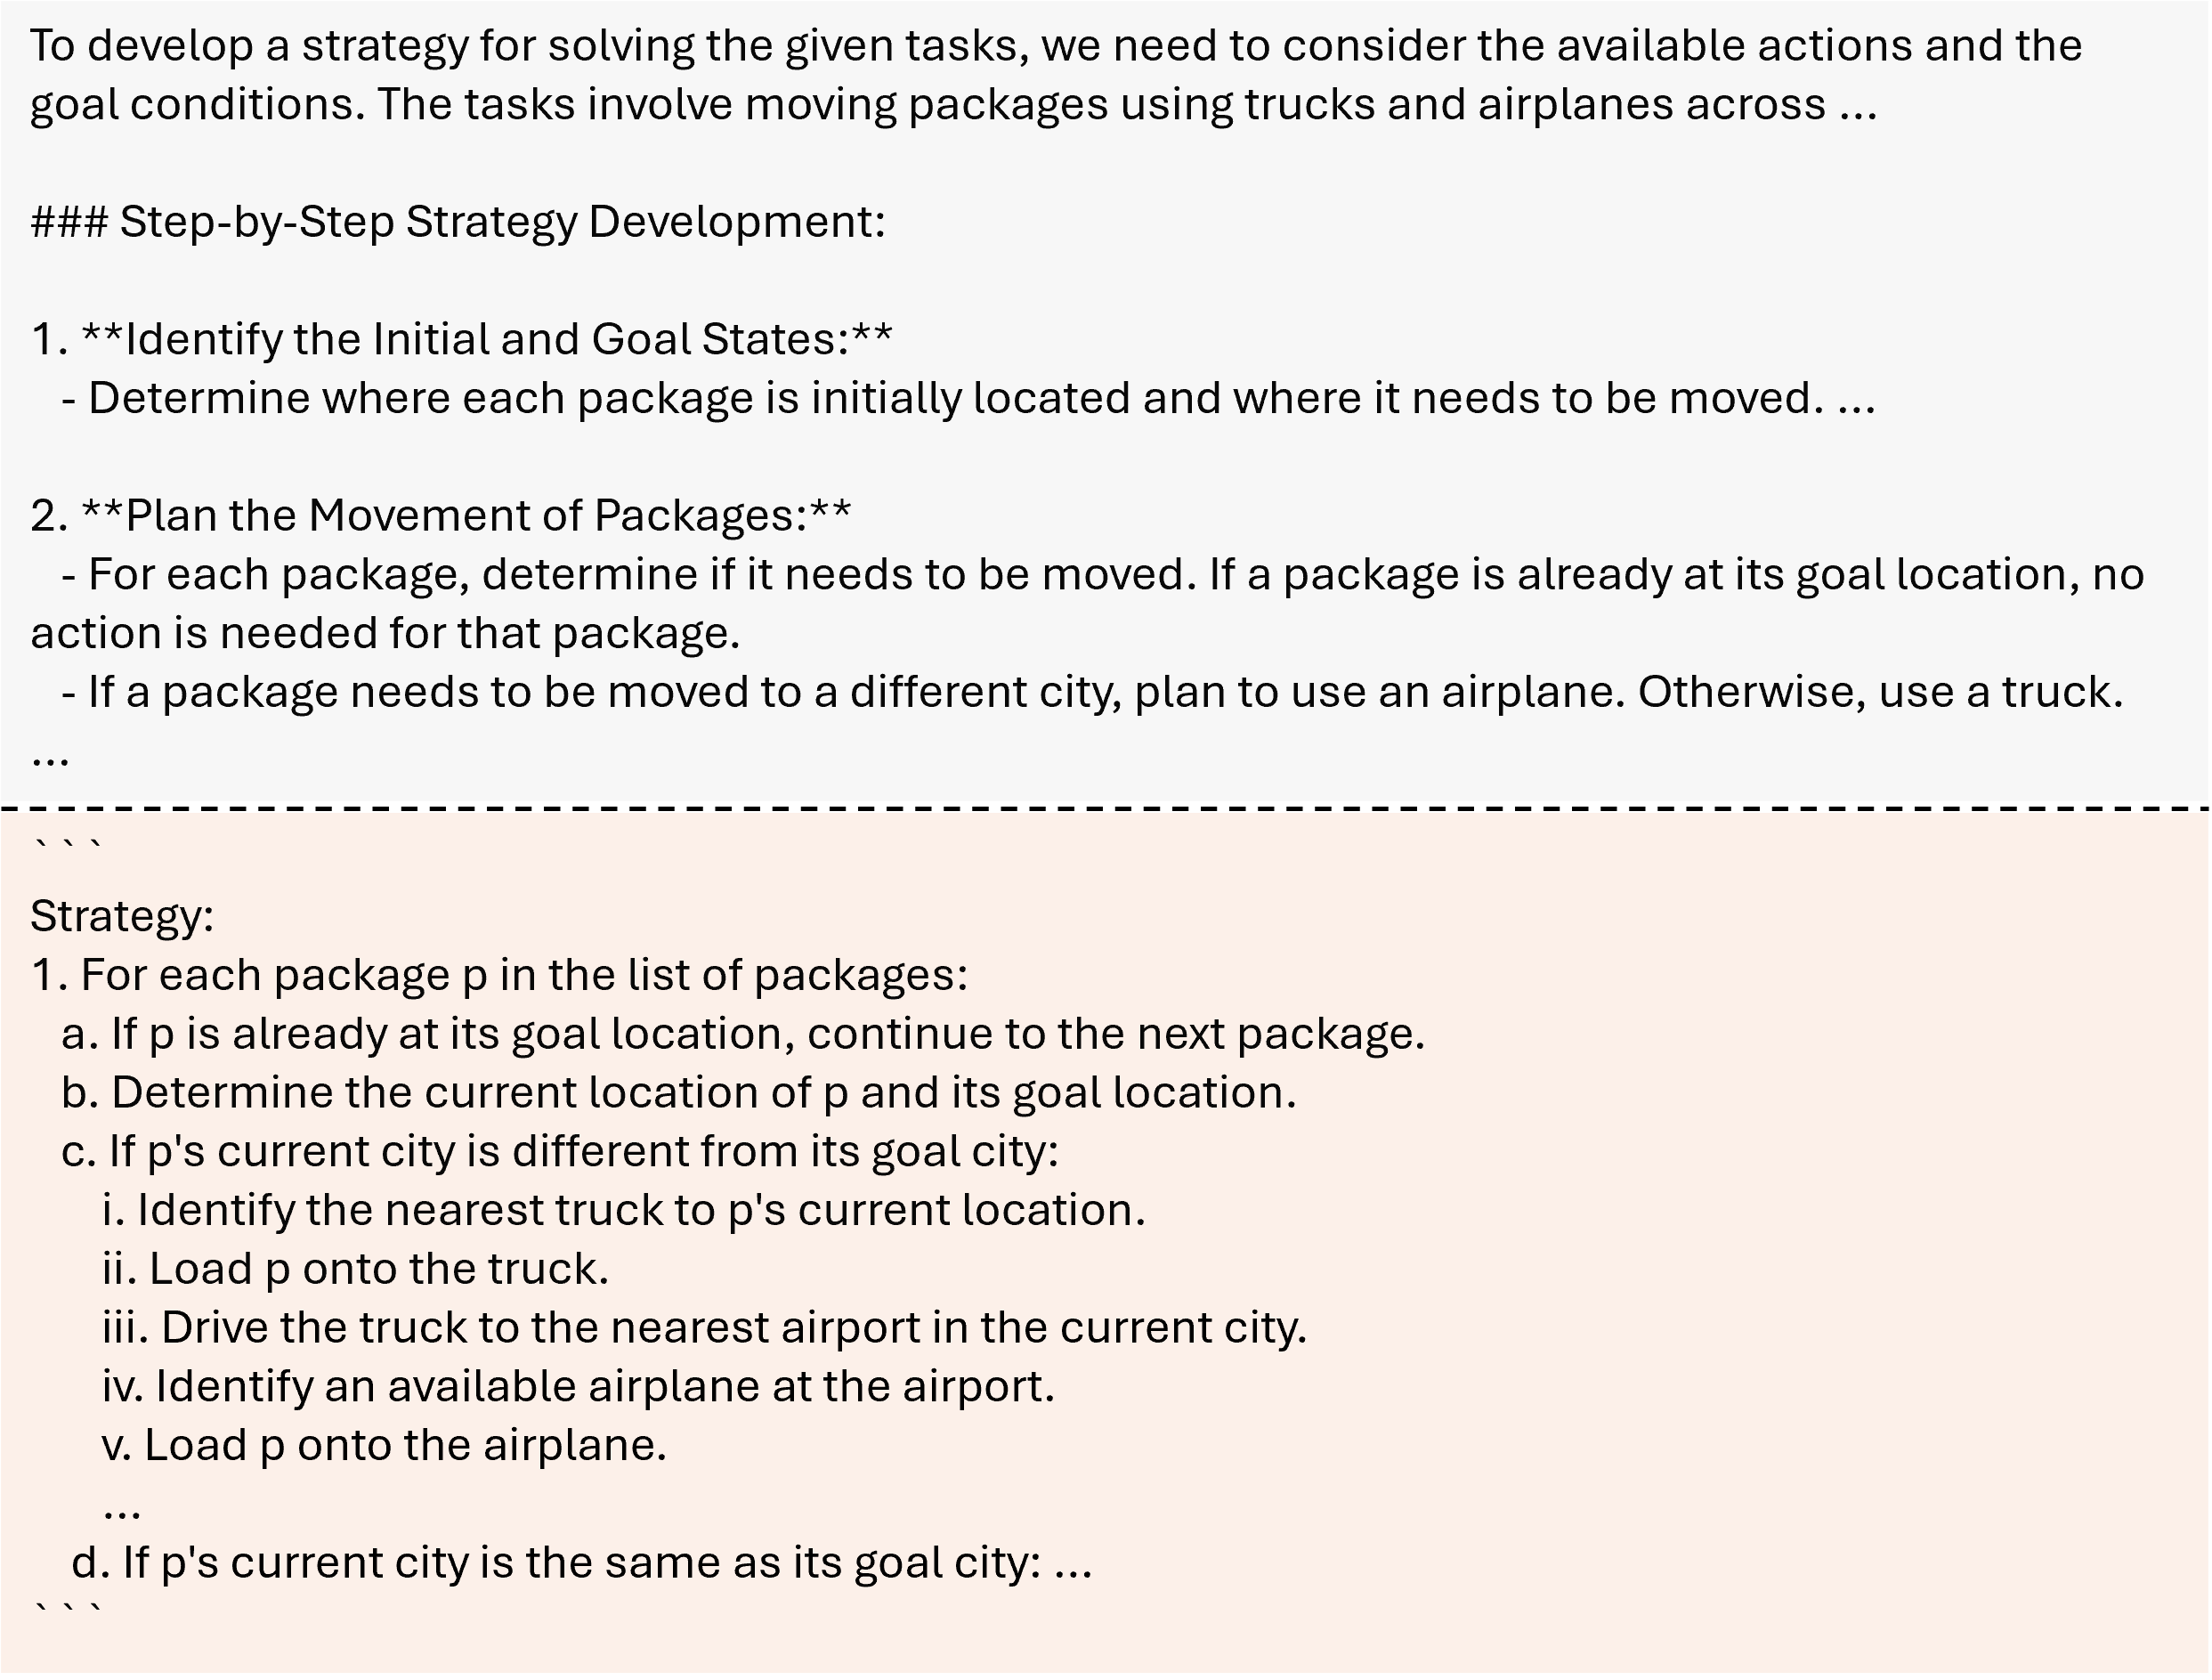 To develop a strategy for solving the given tasks, we need to consider the available actions and the
goal conditions. The tasks involve moving packages using trucks and airplanes across ...
### Step-by-Step Strategy Development:
1. **Identify the Initial and Goal States:**
- Determine where each package is initially located and where it needs to be moved. ...
2. **Plan the Movement of Packages:**
- For each package, determine if it needs to be moved. If a package is already at its goal location, no
action is needed for that package.
- If a package needs to be moved to a different city, plan to use an airplane. Otherwise, use a truck.
...
```
Strategy:
1. For each package p in the list of packages:
a. If p is already at its goal location, continue to the next package.
b. Determine the current location of p and its goal location.
c. If p's current city is different from its goal city:
i. Identify the nearest truck to p's current location.
ii. Load p onto the truck.
iii. Drive the truck to the nearest airport in the current city.
iv. Identify an available airplane at the airport.
v. Load p onto the airplane.
...
d. If p's current city is the same as its goal city: ...
```